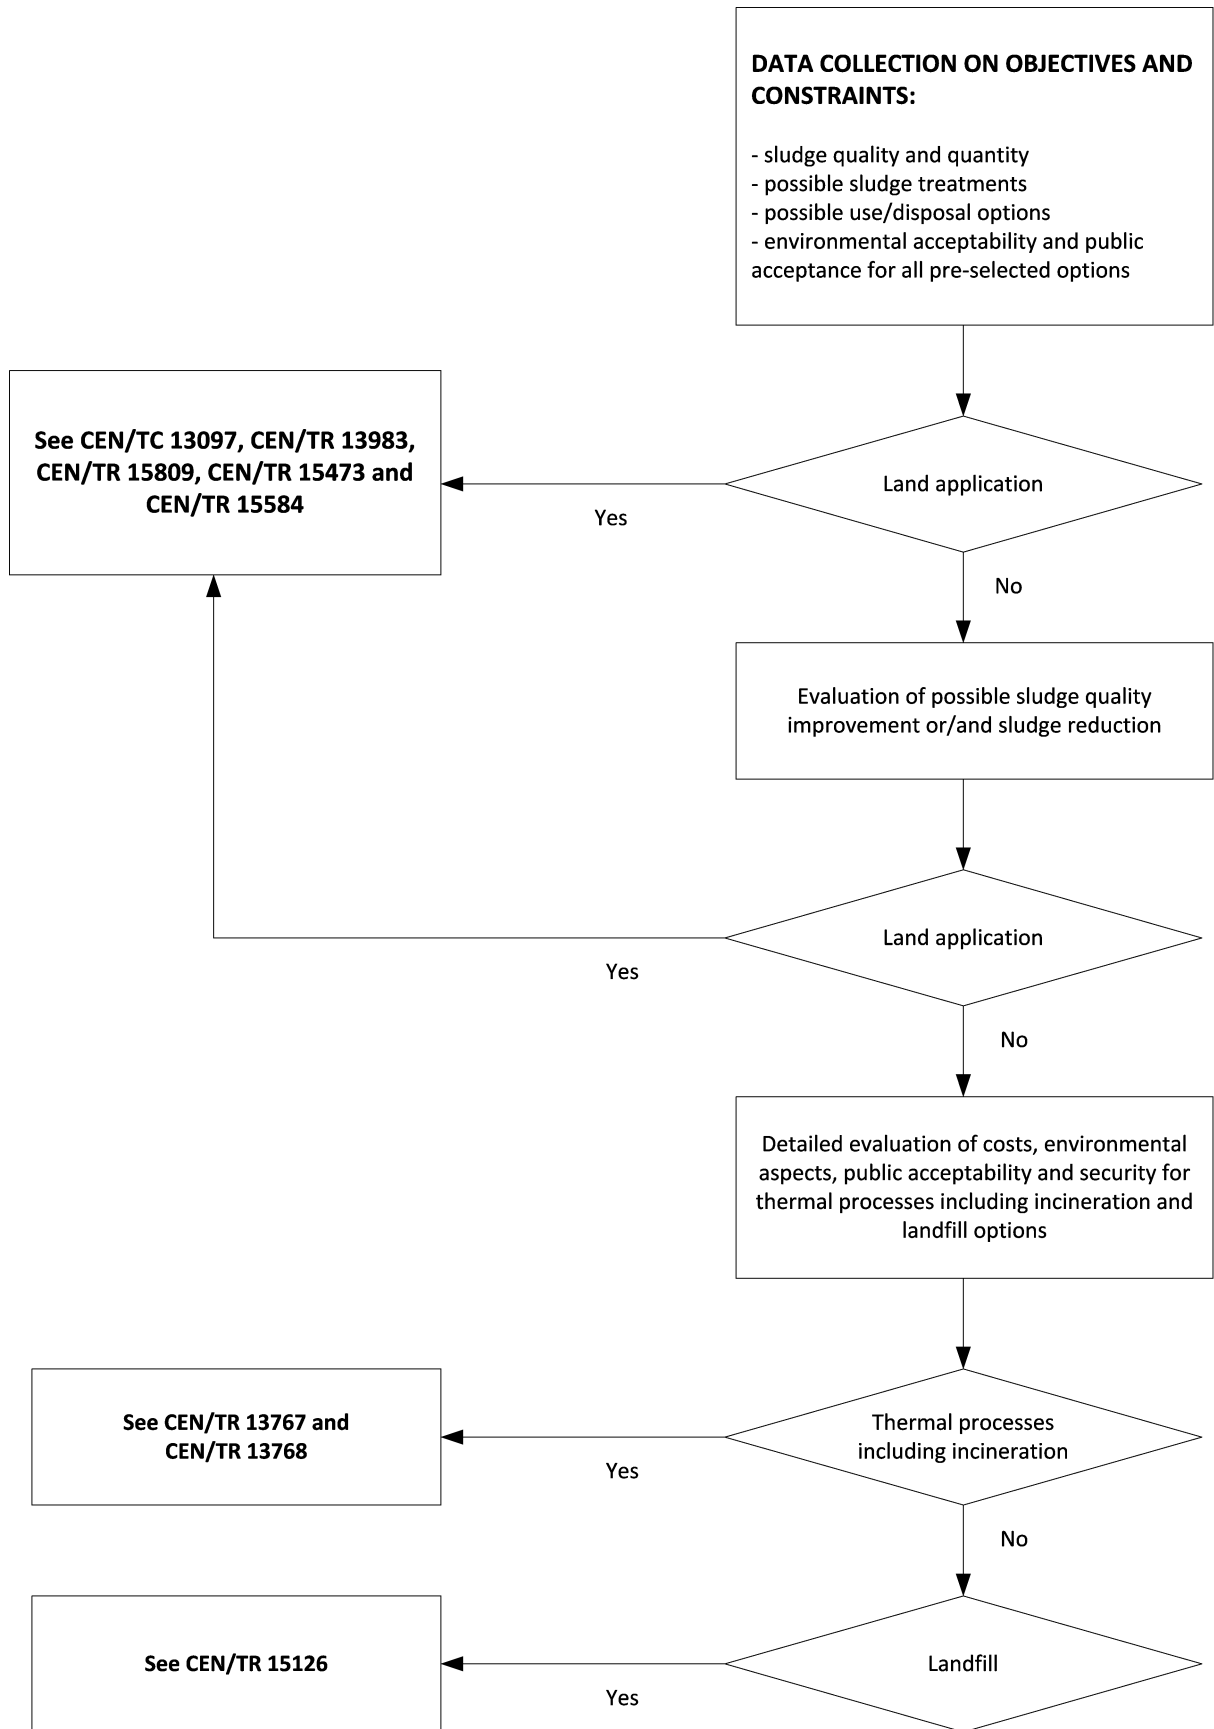 DATA COLLECTION ON OBJECTIVES AND
CONSTRAINTS:
- sludge quality and quantity
- possible sludge treatments
- possible use/disposal options
- environmental acceptability and public
acceptance for all pre-selected options
See CEN/TC 13097, CEN/TR 13983,
CEN/TR 15809, CEN/TR 15473 and
CEN/TR 15584
Land application
Yes
No
Evaluation of possible sludge quality
improvement or/and sludge reduction
Land application
Yes
No
Detailed evaluation of costs, environmental
aspects, public acceptability and security for
thermal processes including incineration and
landfill options
See CEN/TR 13767 and
CEN/TR 13768
Thermal processes
including incineration
Yes
No
See CEN/TR 15126
Landfill
Yes